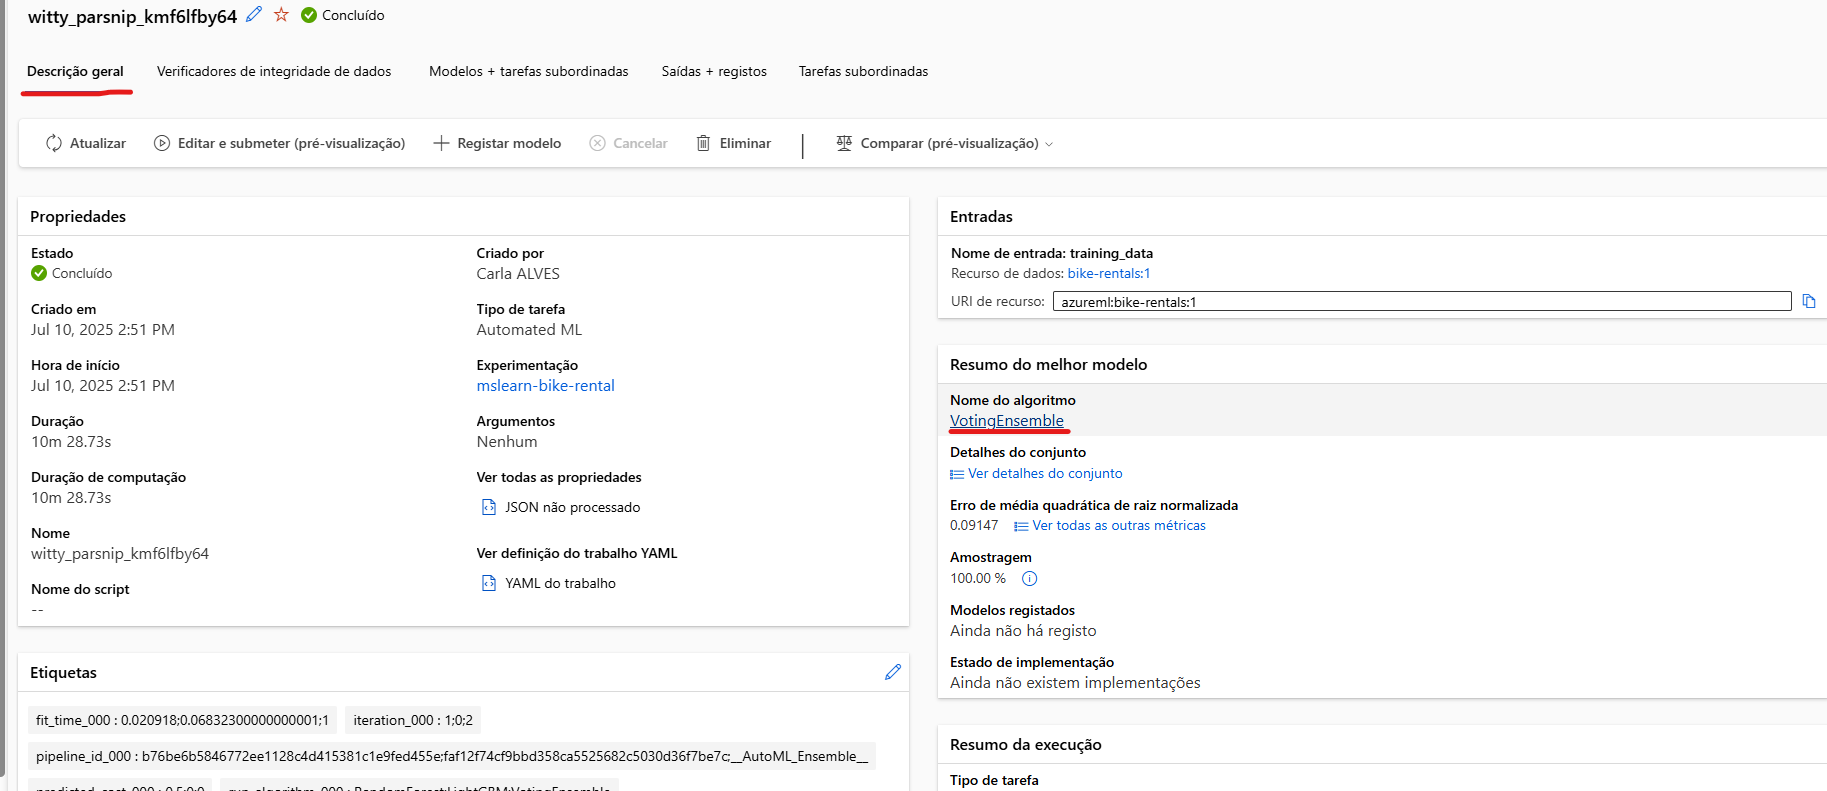 witty_parsnip_kmf6lfby64 Concluído
Descrição geral Verificadores de integridade de dados Modelos + tarefas subordinadas Saídas + registos Tarefas subordinadas
Atualizar Editar e submeter (pré-visualização) Registar modelo Cancelar Eliminar Comparar (pré-visualização)
Propriedades
Estado
Concluído
Criado em
Jul 10, 2025 2:51 PM
Hora de início
Jul 10, 2025 2:51 PM
Duração
10m 28.73s
Duração de computação
10m 28.73s
Nome
witty_parsnip_kmf6lfby64
Nome do script
--
Criado por
Carla ALVES
Tipo de tarefa
Automated ML
Experimentação
mslearn-bike-rental
Argumentos
Nenhum
Ver todas as propriedades
JSON não processado
Ver definição do trabalho YAML
YAML do trabalho
Etiquetas
fit_time_000 : 0.020918;0.06832300000000001;1 iteration_000 : 1;0;2
pipeline_id_000 : b76be6b5846772ee1128c4d415381c1e9fed455e;faf12f74cf9bbd358ca5525682c5030d36f7be7c;__AutoML_Ensemble__
predicted_cost_000 : 0.5;0;0 run_algorithm_000 : RandomForest;LightGBM;VotingEnsemble
Entradas
Nome de entrada: training_data
Recurso de dados: bike-rentals:1
URI de recurso: azureml:bike-rentals:1
Resumo do melhor modelo
Nome do algoritmo
VotingEnsemble
Detalhes do conjunto
Ver detalhes do conjunto
Erro de média quadrática de raiz normalizada
0.09147 Ver todas as outras métricas
Amostragem
100.00 %
Modelos registados
Ainda não há registo
Estado de implementação
Ainda não existem implementações
Resumo da execução
Tipo de tarefa